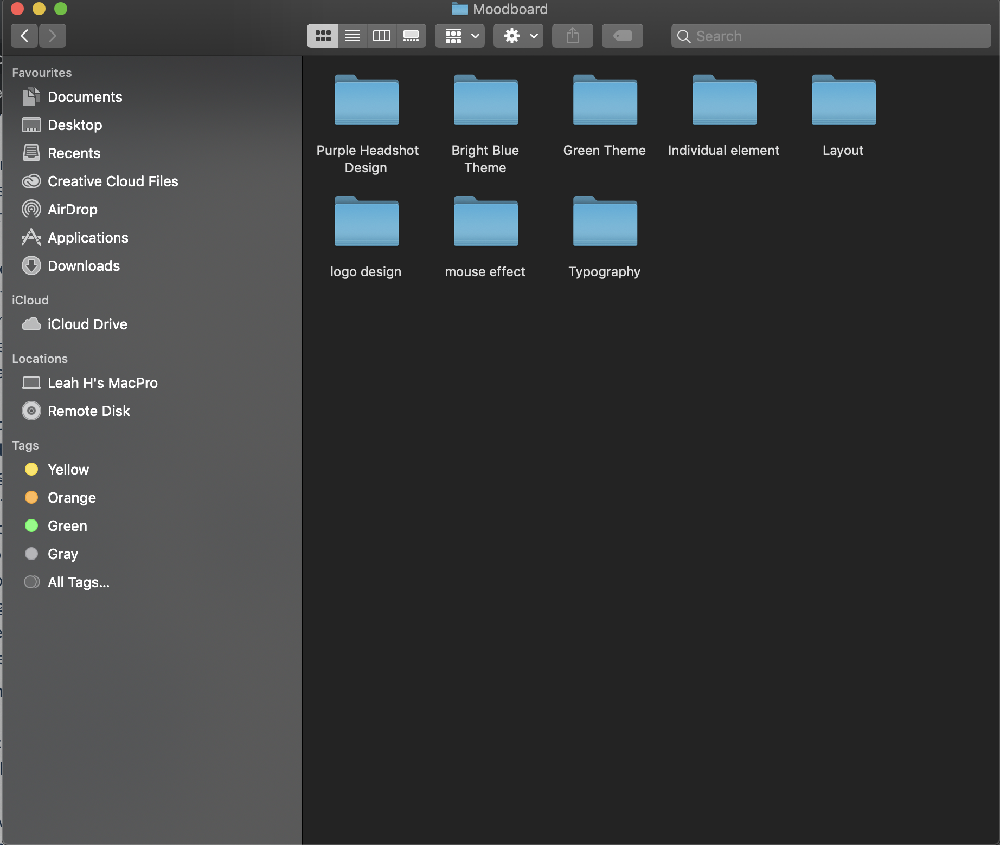 Moodboard
Search
Favourites
Documents
Desktop
Recents
Creative Cloud Files
AirDrop
Applications
Downloads
iCloud
iCloud Drive
Locations
Leah H's MacPro
Remote Disk
Tags
Yellow
Orange
Green
Gray
All Tags...
Purple Headshot
Design
Bright Blue
Theme
Green Theme
Individual element
Layout
logo design
mouse effect
Typography